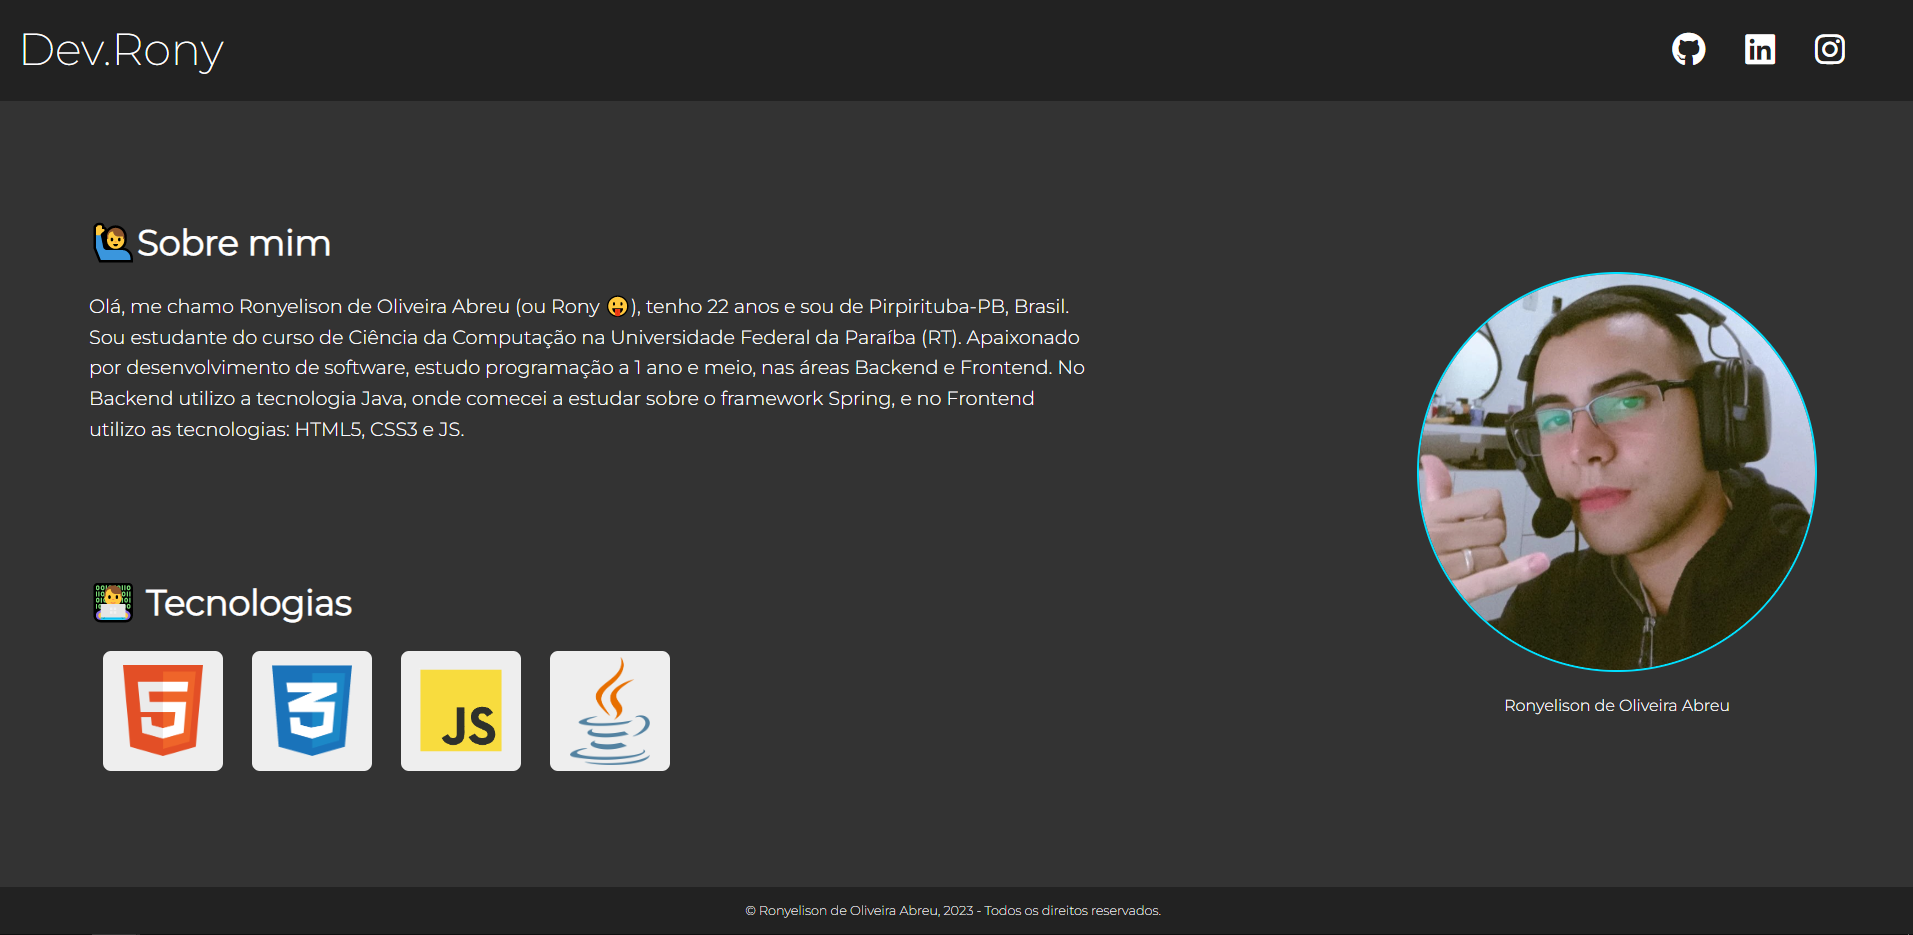 Dev.Rony
🙋‍♂️Sobre mim
Olá, me chamo Ronyelison de Oliveira Abreu (ou Rony 😛), tenho 22 anos e sou de Pirpirituba-PB, Brasil.
Sou estudante do curso de Ciência da Computação na Universidade Federal da Paraíba (RT). Apaixonado
por desenvolvimento de software, estudo programação a 1 ano e meio, nas áreas Backend e Frontend. No
Backend utilizo a tecnologia Java, onde comecei a estudar sobre o framework Spring, e no Frontend
utilizo as tecnologias: HTML5, CSS3 e JS.
👨‍💻 Tecnologias
5
3
JS
Ronyelison de Oliveira Abreu
© Ronyelison de Oliveira Abreu, 2023 - Todos os direitos reservados.